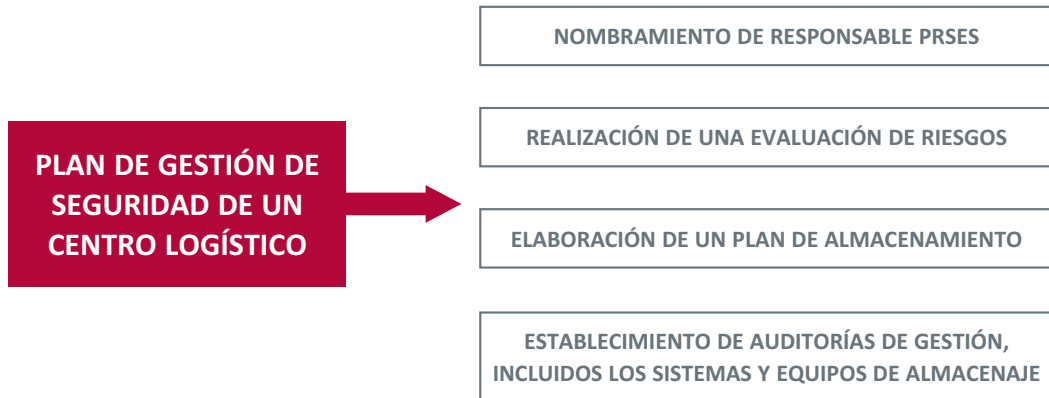 PLAN DE GESTIÓN DE
SEGURIDAD DE UN
CENTRO LOGÍSTICO
NOMBRAMIENTO DE RESPONSABLE PRSES
REALIZACIÓN DE UNA EVALUACIÓN DE RIESGOS
ELABORACIÓN DE UN PLAN DE ALMACENAMIENTO
ESTABLECIMIENTO DE AUDITORÍAS DE GESTIÓN,
INCLUIDOS LOS SISTEMAS Y EQUIPOS DE ALMACENAJE